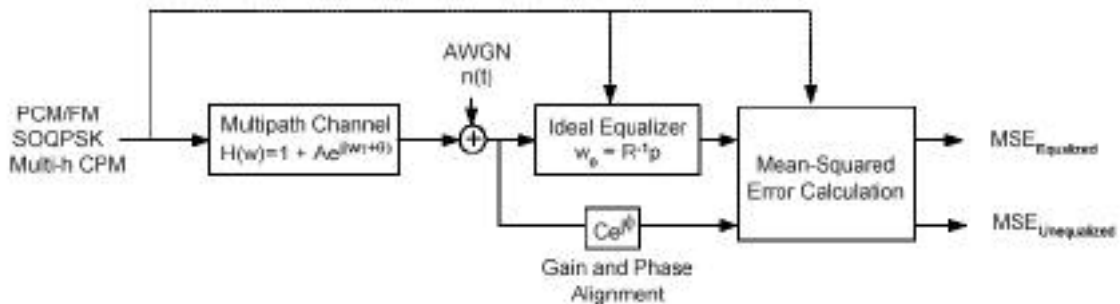 AWGN
n(t)
PCM/FM
SOQPSK
Multi-h CPM
Multipath Channel
H(w)=1 + Ae^j(wτ+θ)
+
Ideal Equalizer
w_o = R^-1p
Mean-Squared
Error Calculation
MSE_Equalized
MSE_Unequalized
Ce^jϕ
Gain and Phase
Alignment